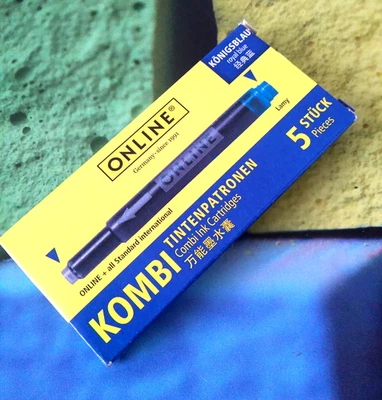 KÖNIGSBLAU
royal blue
经典蓝
ONLINE®
Germany · since 1991
ONLINE
Lamy
ONLINE + all Standard international
KOMBI
TINTENPATRONEN
Combi Ink Cartridges
万能墨水囊
5 STÜCK
Pieces